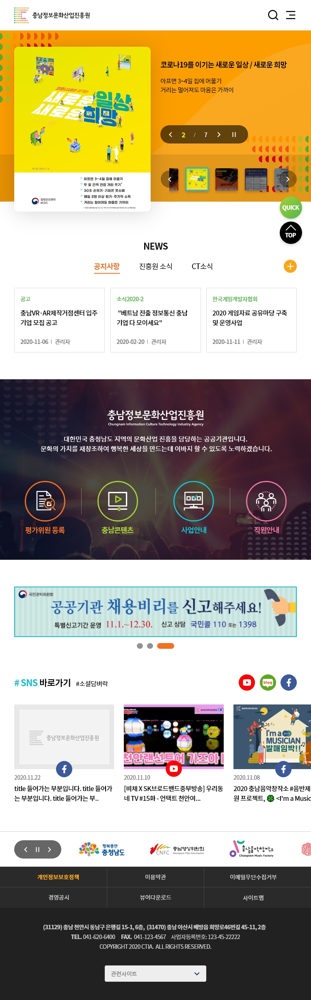 충남정보문화산업진흥원
코로나19를 이기는
새로운 일상
새로운 희망
게시일: 2020. 5. 6.
아프면 3~4일 집에 머물기
두 팔 간격 건강 거리 두기*
30초 손씻기·기침은 옷소매
매일 2번 이상 환기·주기적 소독
거리는 멀어져도 마음은 가까이
질병관리본부
KCDC
코로나19를 이기는 새로운 일상 / 새로운 희망
아프면 3~4일 집에 머물기
거리는 멀어져도 마음은 가까이
2 / 7
QUICK
TOP
NEWS
공지사항 진흥원 소식 CT소식
공고
충남VR·AR제작거점센터 입주
기업 모집 공고
2020-11-06 관리자
소식2020-2
"베트남 진출 정보통신 충남
기업 다 모이세요"
2020-02-20 관리자
한국게임개발자협회
2020 게임자료 공유마당 구축
및 운영사업
2020-11-11 관리자
충남정보문화산업진흥원
Chungnam Information Culture Technology Industry Agency
대한민국 충청남도 지역의 문화산업 진흥을 담당하는 공공기관입니다.
문화의 가치를 재창조하여 행복한 세상을 만드는데 이바지 할 수 있도록 노력하겠습니다.
평가위원 등록
충남콘텐츠
사업안내
직원안내
국민권익위원회
공공기관 채용비리를 신고해주세요!
특별신고기간 운영 11.1.~12.30. 신고 상담 국민콜 110 또는 1398
# SNS 바로가기 #소셜담벼락
blog
충남정보문화산업진흥원
2020.11.22
title 들어가는 부분입니다. title 들어가
는 부분입니다. title 들어가는 부..
충남정보문화산업진흥원
천안랜선투어 가즈아
2020.11.10
[비채 X SK브로드밴드중부방송] 우리동
네 TV #15화 - 언택트 천안여...
충남정보문화산업진흥원
I'm a
MUSICIAN
발매임박!!
2020.11.08
2020 충남음악창작소 #음반제
원 프로젝트, 🍀 <I'm a Music
행복충만
충청남도
CNFC
충남영상위원회
Chungnam Film Commission
충남음악창작소
Chungnam Music Factory
개인정보보호정책 이용약관 이메일무단수집거부
경영공시 뷰어다운로드 사이트맵
(31129) 충남 천안시 동남구 은행길 15-1, 6층, (31470) 충남 아산시 배방읍 희망로46번길 45-11, 2층
TEL. 041-620-6400 FAX. 041-123-4567 사업자등록번호: 123-45-22222
COPYRIGHT 2020 CTIA. ALL RIGHTS RESERVED.
관련사이트